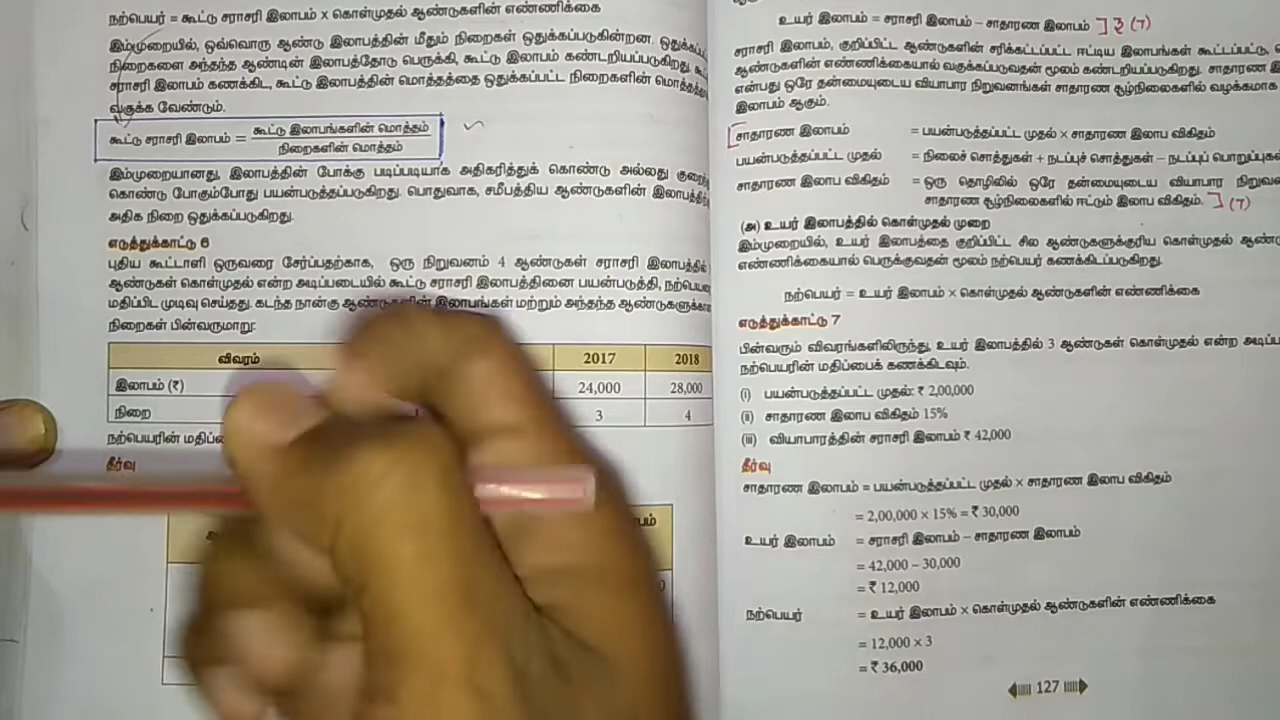 நற்பெயர் = கூட்டு சராசரி இலாபம் x கொள்முதல் ஆண்டுகளின் எண்ணிக்கை
இம்முறையில், ஒவ்வொரு ஆண்டு இலாபத்தின் மீதும் நிறைகள் ஒதுக்கப்படுகின்றன.
நிறைகளை அந்தந்த ஆண்டின் இலாபத்தோடு பெருக்கி, கூட்டு இலாபம் கண்டறியப்படுகிறது.
சராசரி இலாபம் கணக்கிட, கூட்டு இலாபத்தின் மொத்தத்தை ஒதுக்கப்பட்ட நிறைகளின்
வகுக்க வேண்டும்.
கூட்டு சராசரி இலாபம் = கூட்டு இலாபங்களின் மொத்தம்
நிறைகளின் மொத்தம்
இம்முறையானது, இலாபத்தின் போக்கு படிப்படியாக அதிகரித்துக் கொண்டு அல்லது
கொண்டு போகும்போது பயன்படுத்தப்படுகிறது. பொதுவாக, சமீபத்திய ஆண்டுகளின்
அதிக நிறை ஒதுக்கப்படுகிறது.
எடுத்துக்காட்டு 6
புதிய கூட்டாளி ஒருவரை சேர்ப்பதற்காக, ஒரு நிறுவனம் 4 ஆண்டுகள் சராசரி இலாபத்தில்
ஆண்டுகள் கொள்முதல் என்ற அடிப்படையில் கூட்டு சராசரி இலாபத்தினை பயன்படுத்தி,
மதிப்பிட முடிவு செய்தது. கடந்த நான்கு ஆண்டுகளின் இலாபங்கள் மற்றும் அந்தந்த
நிறைகள் பின்வருமாறு:
விவரம் 2017 2018
இலாபம் (₹) 24,000 28,000
நிறை 3 4
தீர்வு
உயர் இலாபம் = சராசரி இலாபம் – சாதாரண இலாபம் (7)
சராசரி இலாபம், குறிப்பிட்ட ஆண்டுகளின் சரிக்கட்டப்பட்ட ஈட்டிய இலாபங்கள் கூட்டப்பட்டு,
ஆண்டுகளின் எண்ணிக்கையால் வகுக்கப்படுவதன் மூலம் கண்டறியப்படுகிறது. சாதாரண
என்பது ஒரே தன்மையுடைய வியாபார நிறுவனங்கள் சாதாரண சூழ்நிலைகளில் வழக்கமாக
இலாபம் ஆகும்.
சாதாரண இலாபம் = பயன்படுத்தப்பட்ட முதல் × சாதாரண இலாப விகிதம்
பயன்படுத்தப்பட்ட முதல் = நிலைச் சொத்துகள் + நடப்புச் சொத்துகள் – நடப்புப்
சாதாரண இலாப விகிதம் = ஒரு தொழிலில் ஒரே தன்மையுடைய வியாபார
சாதாரண சூழ்நிலைகளில் ஈட்டும் இலாப விகிதம். (7)
(அ) உயர் இலாபத்தில் கொள்முதல் முறை
இம்முறையில், உயர் இலாபத்தை குறிப்பிட்ட சில ஆண்டுகளுக்குரிய கொள்முதல்
எண்ணிக்கையால் பெருக்குவதன் மூலம் நற்பெயர் கணக்கிடப்படுகிறது.
நற்பெயர் = உயர் இலாபம் × கொள்முதல் ஆண்டுகளின் எண்ணிக்கை
எடுத்துக்காட்டு 7
பின்வரும் விவரங்களிலிருந்து, உயர் இலாபத்தில் 3 ஆண்டுகள் கொள்முதல் என்ற
நற்பெயரின் மதிப்பைக் கணக்கிடவும்.
(i) பயன்படுத்தப்பட்ட முதல்: ₹ 2,00,000
(ii) சாதாரண இலாப விகிதம் 15%
(iii) வியாபாரத்தின் சராசரி இலாபம் ₹ 42,000
தீர்வு
சாதாரண இலாபம் = பயன்படுத்தப்பட்ட முதல் × சாதாரண இலாப விகிதம்
= 2,00,000 × 15% = ₹ 30,000
உயர் இலாபம் = சராசரி இலாபம் – சாதாரண இலாபம்
= 42,000 – 30,000
= ₹ 12,000
நற்பெயர் = உயர் இலாபம் × கொள்முதல் ஆண்டுகளின் எண்ணிக்கை
= 12,000 × 3
= ₹ 36,000
127